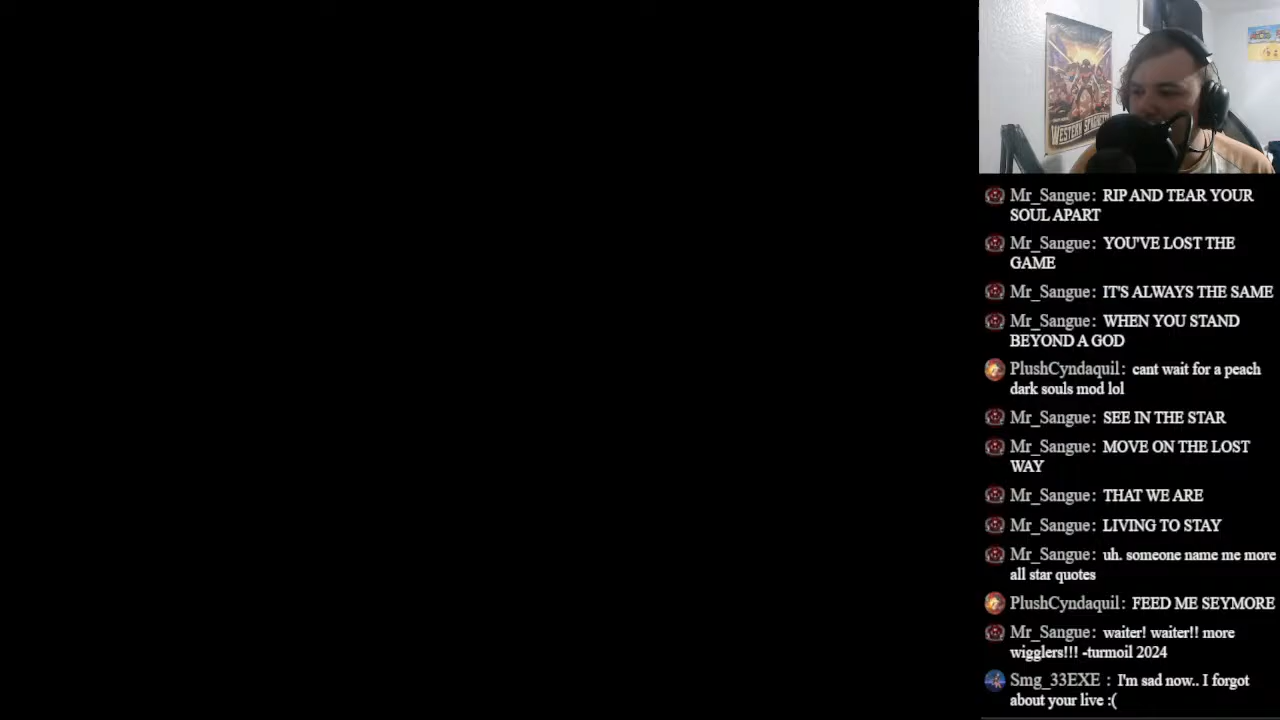 WESTERN SPAGHETTI
Mr_Sangue: RIP AND TEAR YOUR
SOUL APART
Mr_Sangue: YOU'VE LOST THE
GAME
Mr_Sangue: IT'S ALWAYS THE SAME
Mr_Sangue: WHEN YOU STAND
BEYOND A GOD
PlushCyndaquil: cant wait for a peach
dark souls mod lol
Mr_Sangue: SEE IN THE STAR
Mr_Sangue: MOVE ON THE LOST
WAY
Mr_Sangue: THAT WE ARE
Mr_Sangue: LIVING TO STAY
Mr_Sangue: uh. someone name me more
all star quotes
PlushCyndaquil: FEED ME SEYMORE
Mr_Sangue: waiter! waiter!! more
wigglers!!! -turmoil 2024
Smg_33EXE : I'm sad now.. I forgot
about your live :(